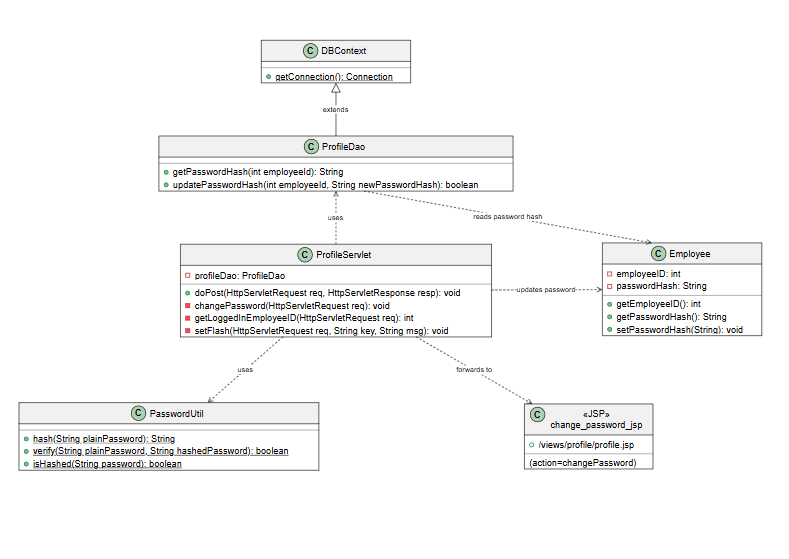 C DBContext
getConnection(): Connection
extends
C ProfileDao
getPasswordHash(int employeeId): String
updatePasswordHash(int employeeId, String newPasswordHash): boolean
uses
reads password hash
C ProfileServlet
profileDao: ProfileDao
doPost(HttpServletRequest req, HttpServletResponse resp): void
changePassword(HttpServletRequest req): void
getLoggedInEmployeeID(HttpServletRequest req): int
setFlash(HttpServletRequest req, String key, String msg): void
updates password
C Employee
employeeID: int
passwordHash: String
getEmployeeID(): int
getPasswordHash(): String
setPasswordHash(String): void
uses
forwards to
C PasswordUtil
hash(String plainPassword): String
verify(String plainPassword, String hashedPassword): boolean
isHashed(String password): boolean
C «JSP»
change_password_jsp
/views/profile/profile.jsp
(action=changePassword)